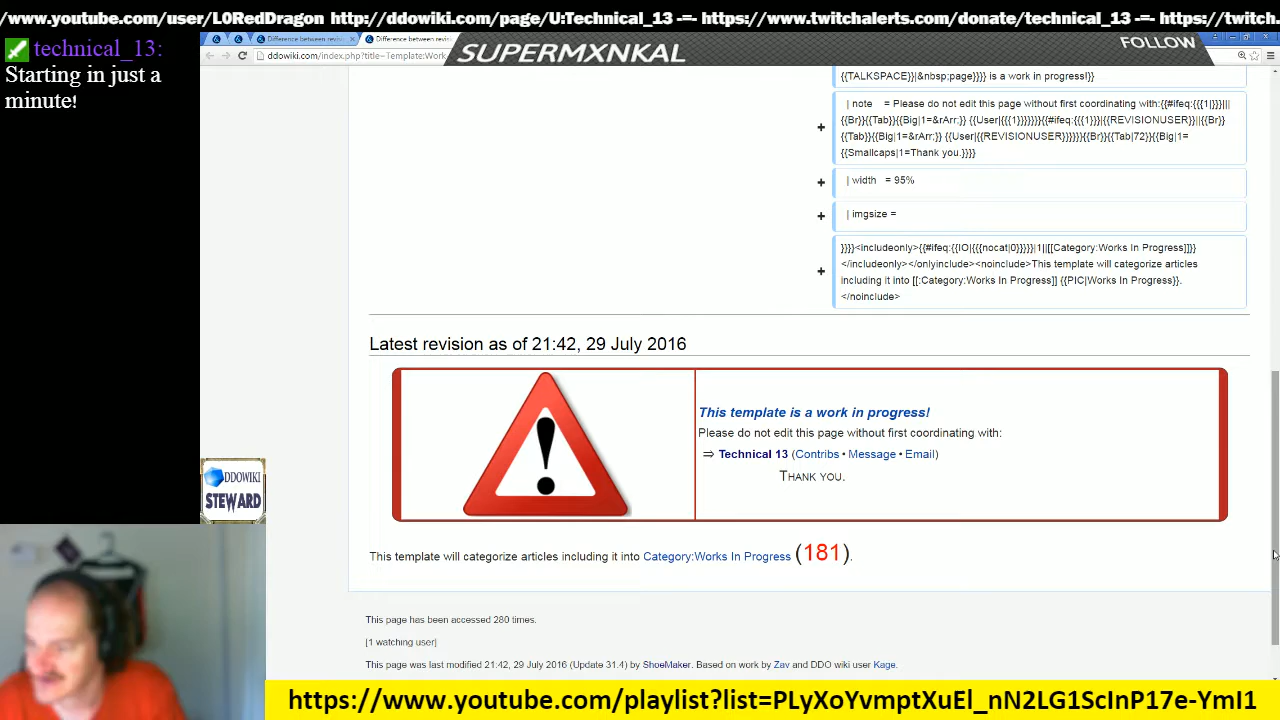 www.youtube.com/user/L0RedDragon http://ddowiki.com/page/U:Technical_13 -=- https://www.twitchalerts.com/donate/technical_13 -=- https://twitch.
technical_13:
Starting in just a
minute!
Difference between revis
Difference between revis
SUPERMXNKAL
FOLLOW
ddowiki.com/index.php?title=Template:Work
{{TALKSPACE}}|&nbsp;page}}}} is a work in progress!}}
+
| note = Please do not edit this page without first coordinating with:{{#ifeq:{{{1|}}}||
{{Br}}{{Tab}}{{Big|1=&rArr;}} {{User|{{{1}}}}}}{{#ifeq:{{{1}}}|{{REVISIONUSER}}||{{Br}}
{{Tab}}{{Big|1=&rArr;}} {{User|{{REVISIONUSER}}}}}}{{Br}}{{Tab|72}}{{Big|1=
{{Smallcaps|1=Thank you.}}}}
+
| width = 95%
+
| imgsize =
+
}}}}<includeonly>{{#ifeq:{{IO|{{{nocat|0}}}}}|1||[[Category:Works In Progress]]}}
</includeonly></onlyinclude><noinclude>This template will categorize articles
including it into [[:Category:Works In Progress]] {{PIC|Works In Progress}}.
</noinclude>
Latest revision as of 21:42, 29 July 2016
This template is a work in progress!
Please do not edit this page without first coordinating with:
⇒ Technical 13 (Contribs • Message • Email)
THANK YOU.
This template will categorize articles including it into Category:Works In Progress (181).
DDOWIKI
STEWARD
This page has been accessed 280 times.
[1 watching user]
This page was last modified 21:42, 29 July 2016 (Update 31.4) by ShoeMaker. Based on work by Zav and DDO wiki user Kage.
https://www.youtube.com/playlist?list=PLyXoYvmptXuEl_nN2LG1ScInP17e-YmI1